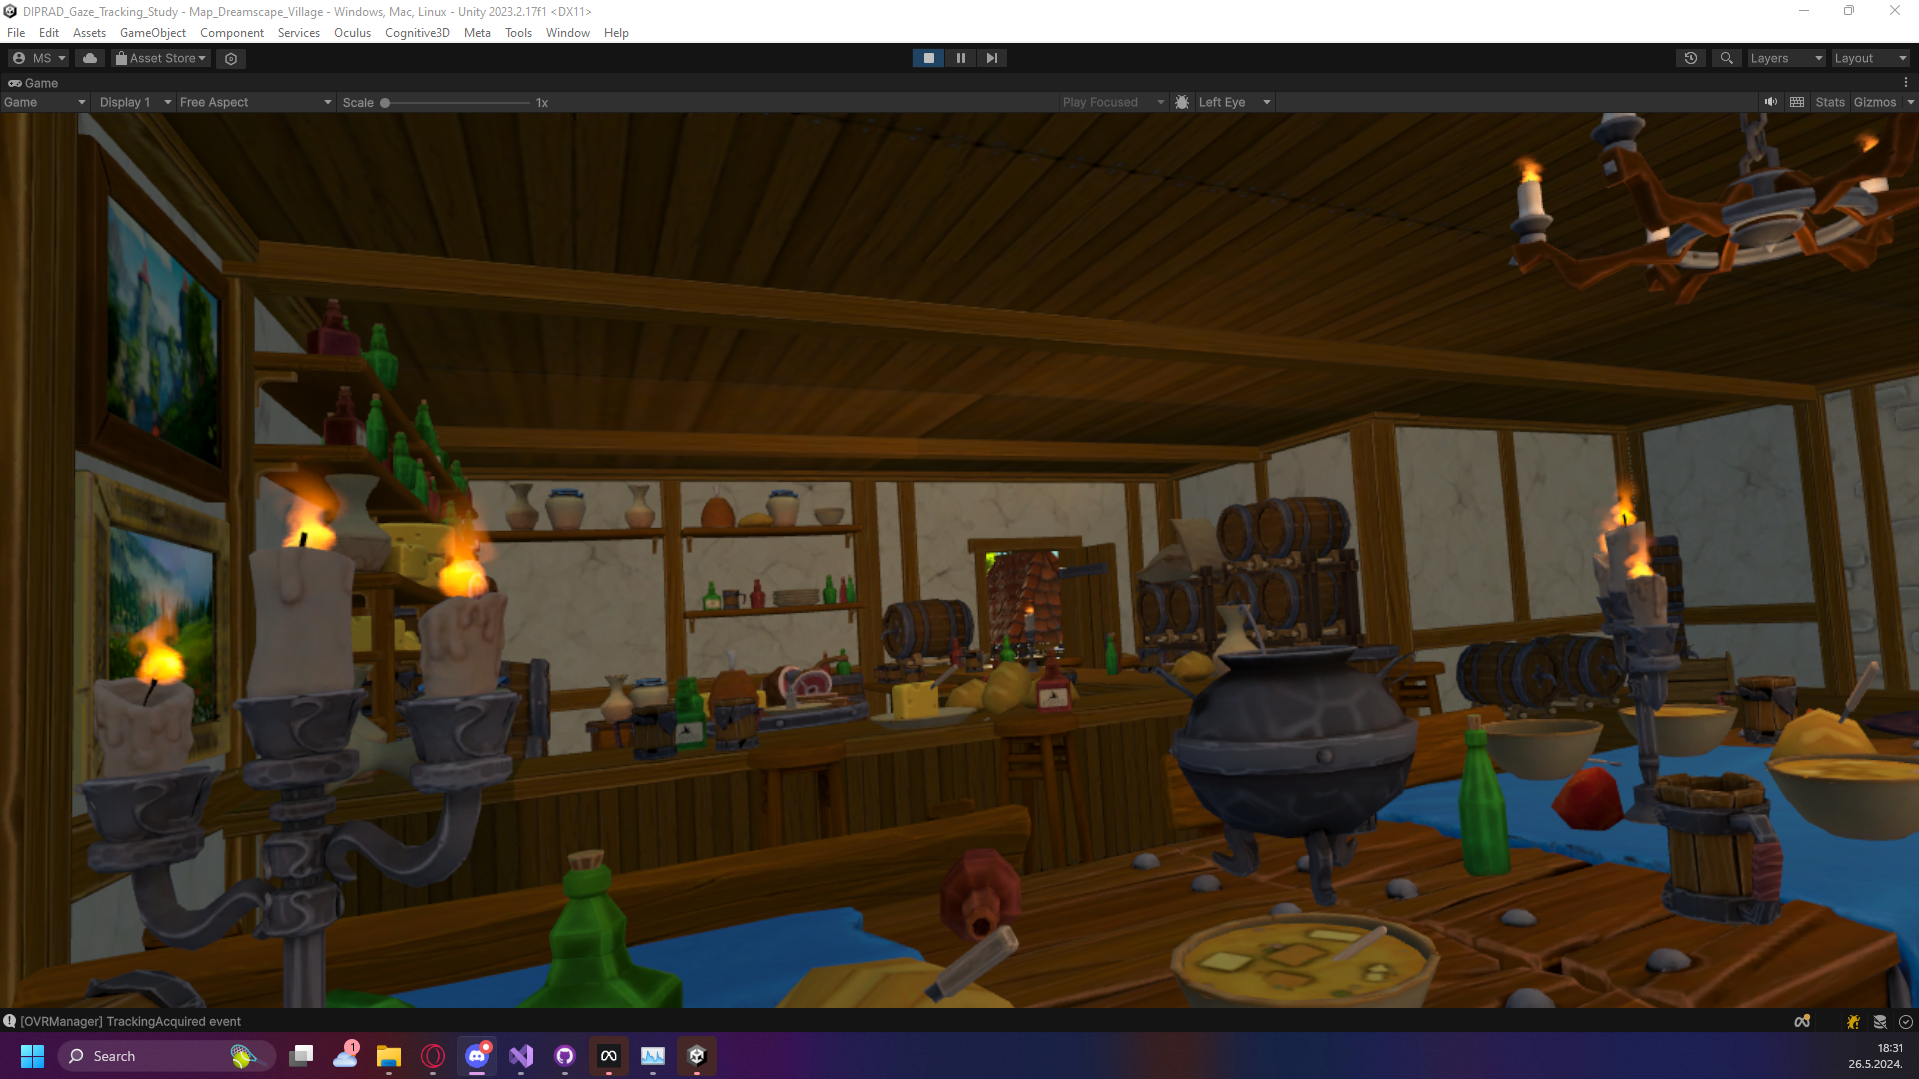 DIPRAD_Gaze_Tracking_Study - Map_Dreamscape_Village - Windows, Mac, Linux - Unity 2023.2.17f1 <DX11>
File Edit Assets GameObject Component Services Oculus Cognitive3D Meta Tools Window Help
MS Asset Store Layers Layout
Game
Game Display 1 Free Aspect Scale 1x Play Focused Left Eye Stats Gizmos
[OVRManager] TrackingAcquired event
Search 1 18:31
26.5.2024.